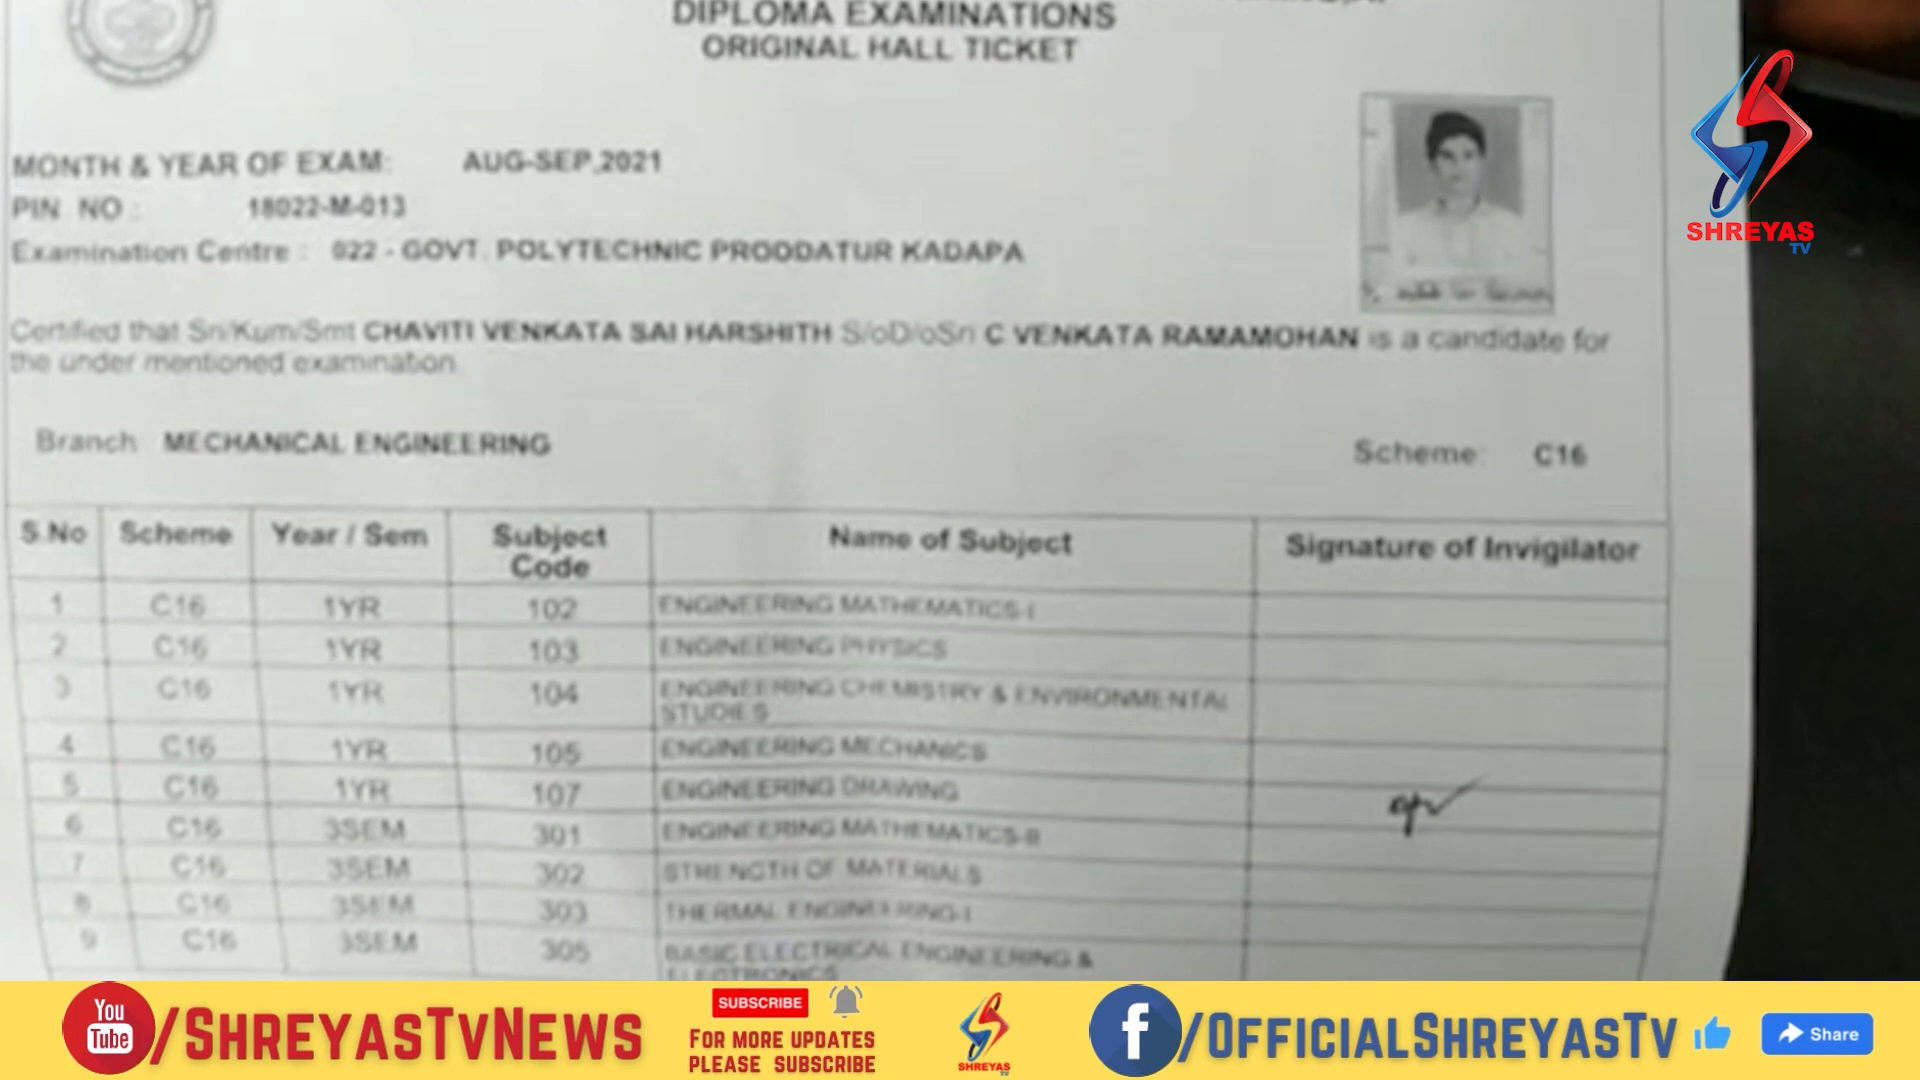 DIPLOMA EXAMINATIONS
ORIGINAL HALL TICKET
SHREYAS
TV
MONTH & YEAR OF EXAM: AUG-SEP,2021
PIN NO : 18022-M-013
Examination Centre : 022 - GOVT. POLYTECHNIC PRODDATUR KADAPA
Certified that Sri/Kum/Smt CHAVITI VENKATA SAI HARSHITH S/oD/oSri C VENKATA RAMAMOHAN is a candidate for
the under mentioned examination
Branch MECHANICAL ENGINEERING Scheme: C16
S.No Scheme Year / Sem Subject Code Name of Subject Signature of Invigilator
1 C16 1YR 102 ENGINEERING MATHEMATICS-I
2 C16 1YR 103 ENGINEERING PHYSICS
3 C16 1YR 104 ENGINEERING CHEMISTRY & ENVIRONMENTAL
STUDIES
4 C16 1YR 105 ENGINEERING MECHANICS
5 C16 1YR 107 ENGINEERING DRAWING
6 C16 3SEM 301 ENGINEERING MATHEMATICS-II
7 C16 3SEM 302 STRENGTH OF MATERIALS
8 C16 3SEM 303 THERMAL ENGINEERING-I
9 C16 3SEM 305 BASIC ELECTRICAL ENGINEERING &
ELECTRONICS
You Tube /SHREYASTVNEWS
SUBSCRIBE
FOR MORE UPDATES
PLEASE SUBSCRIBE
SHREYAS
TV
f /OFFICIALSHREYASTV
Share